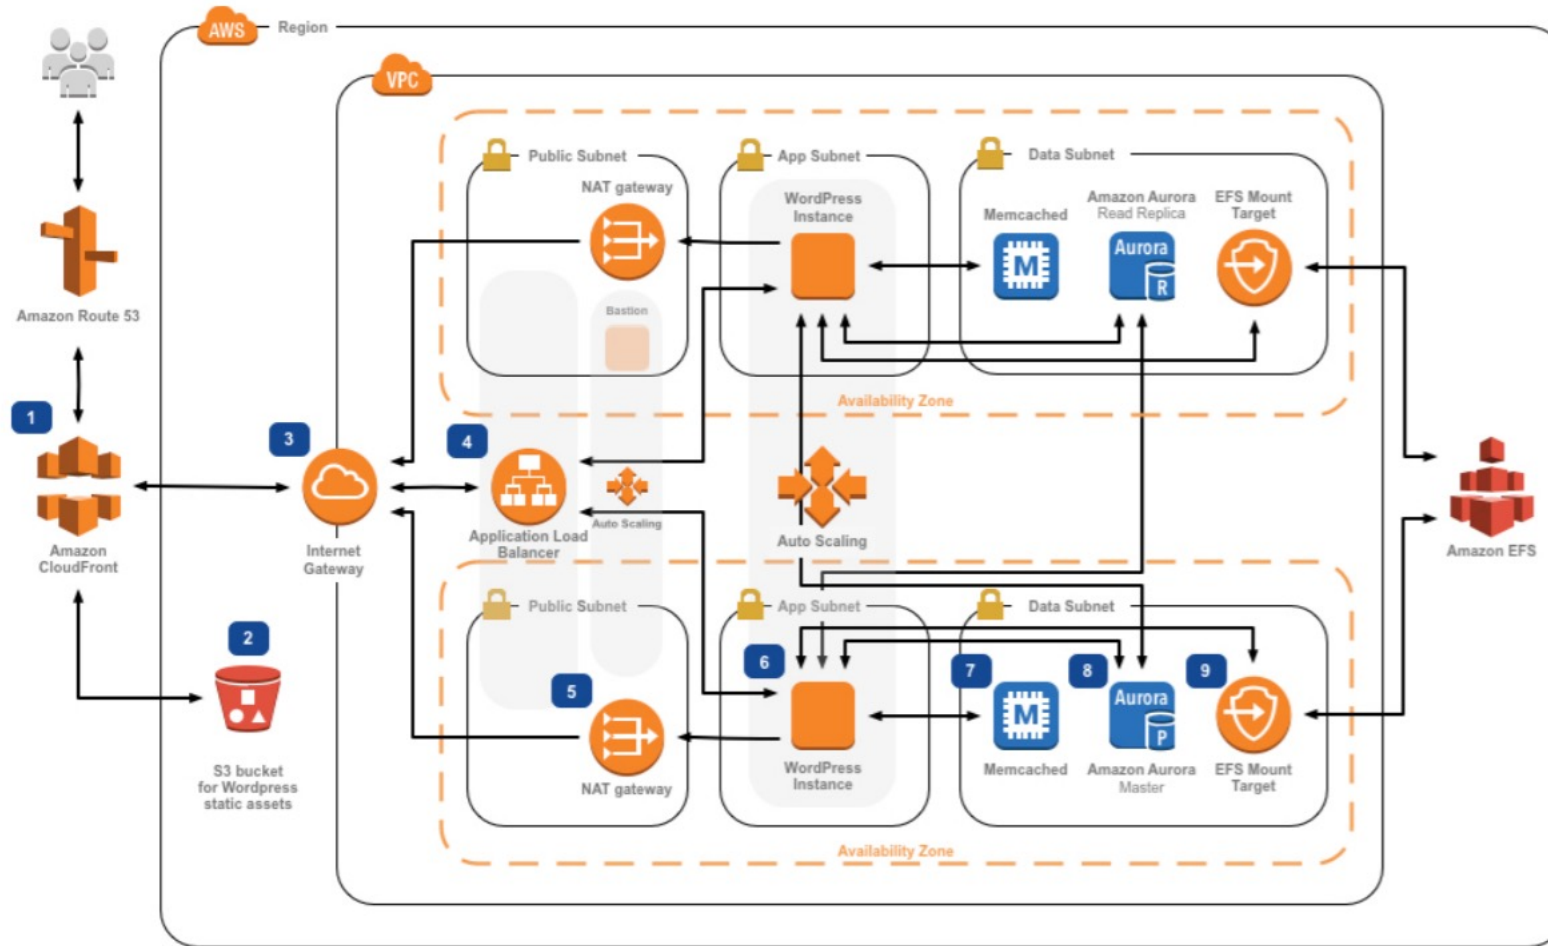 AWS
Region
VPC
Public Subnet
App Subnet
Data Subnet
NAT gateway
WordPress
Instance
Memcached
Amazon Aurora
Read Replica
EFS Mount
Target
M
Aurora
R
Bastion
Amazon Route 53
Availability Zone
1
3
4
Amazon
CloudFront
Internet
Gateway
Application Load
Balancer
Auto Scaling
Auto Scaling
Amazon EFS
Public Subnet
App Subnet
Data Subnet
2
5
6
7
8
9
M
Aurora
P
S3 bucket
for Wordpress
static assets
NAT gateway
WordPress
Instance
Memcached
Amazon Aurora
Master
EFS Mount
Target
Availability Zone